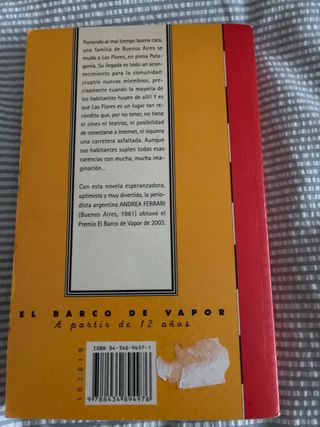 Poniendo al mal tiempo buena cara,
una familia de Buenos Aires se
muda a Las Flores, en plena Pata-
gonia. Su llegada es todo un acon-
tecimiento para la comunidad:
¡cuatro nuevos miembros, pre-
cisamente cuando la mayoría de
los habitantes huyen de allí! Y es
que Las Flores es un lugar tan re-
cóndito que, por no tener, no tiene
ni cines ni teatros, ni posibilidad
de conectarse a Internet, ni siquiera
una carretera asfaltada. Aunque
sus habitantes suplen todas esas
carencias con mucha, mucha ima-
ginación...
Con esta novela esperanzadora,
optimista y muy divertida, la perio-
dista argentina ANDREA FERRARI
(Buenos Aires, 1961) obtuvo el
Premio El Barco de Vapor de 2003.
EL BARCO DE VAPOR
A partir de 12 años
ISBN 84-348-9497-1
103619
9 788434 894976